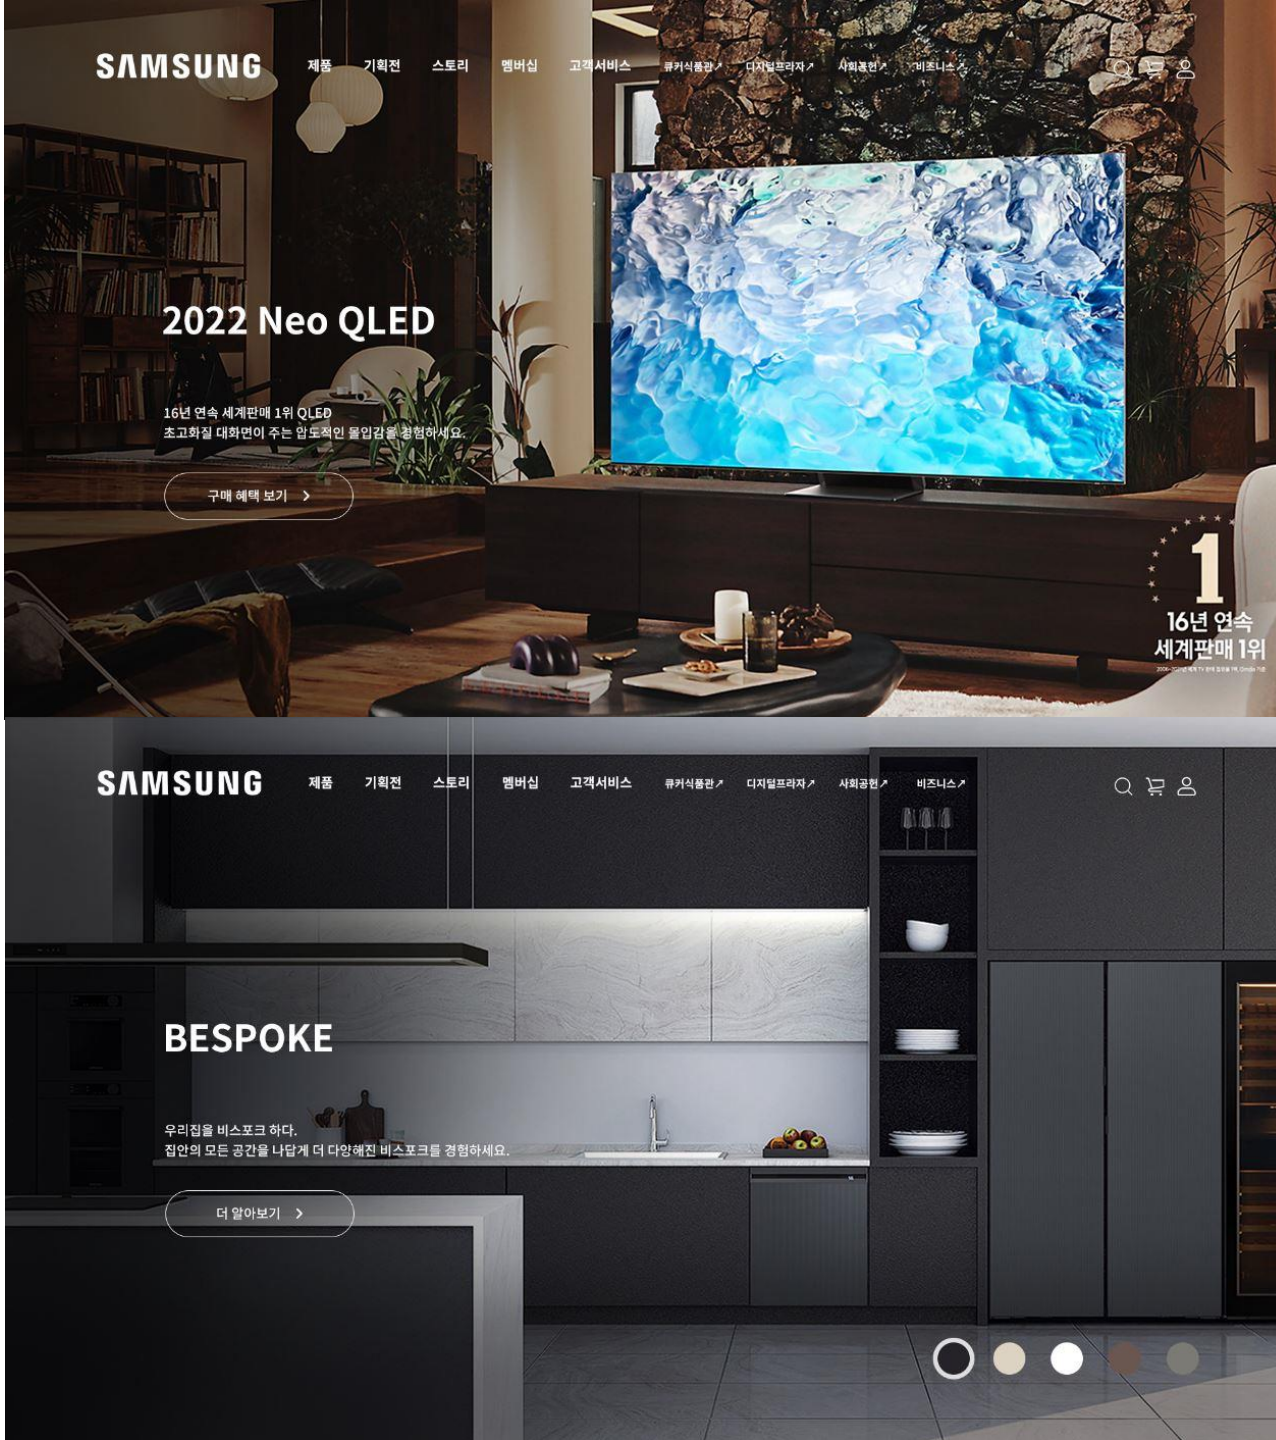 SAMSUNG 제품 기획전 스토리 멤버십 고객서비스 큐커식품관↗ 디지털프라자↗ 사회공헌↗ 비즈니스↗
2022 Neo QLED
16년 연속 세계판매 1위 QLED
초고화질 대화면이 주는 압도적인 몰입감을 경험하세요.
구매 혜택 보기 >
1
16년 연속
세계판매 1위
SAMSUNG 제품 기획전 스토리 멤버십 고객서비스 큐커식품관↗ 디지털프라자↗ 사회공헌↗ 비즈니스↗
BESPOKE
우리집을 비스포크 하다.
집안의 모든 공간을 나답게 더 다양해진 비스포크를 경험하세요.
더 알아보기 >